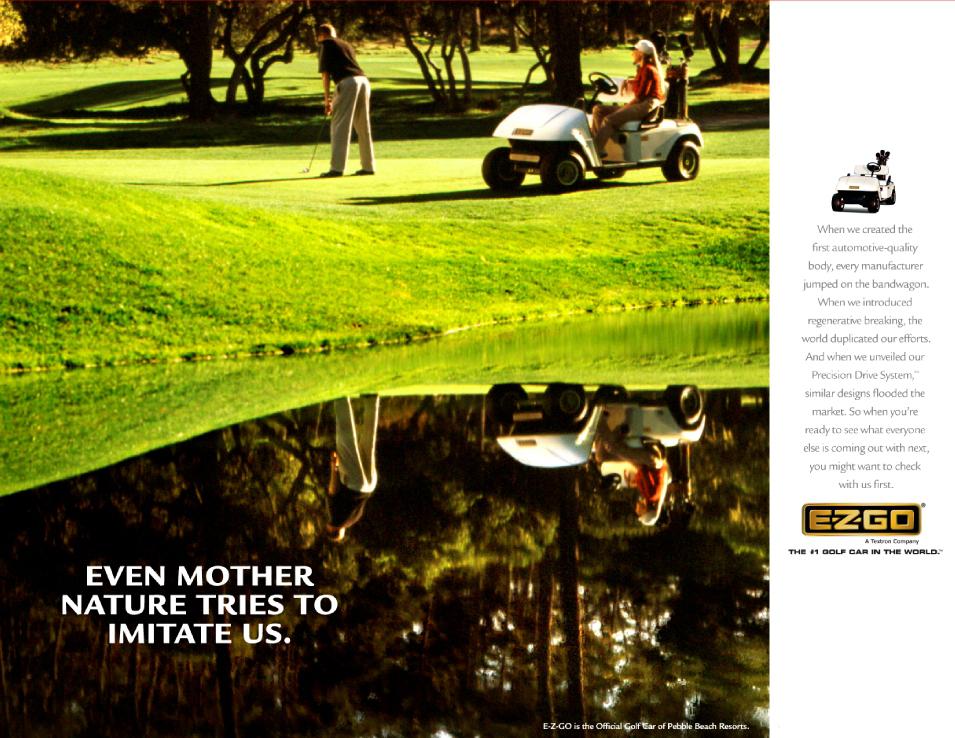 EVEN MOTHER
NATURE TRIES TO
IMITATE US.
E-Z-GO is the Official Golf Car of Pebble Beach Resorts.
When we created the
first automotive-quality
body, every manufacturer
jumped on the bandwagon.
When we introduced
regenerative breaking, the
world duplicated our efforts.
And when we unveiled our
Precision Drive System,™
similar designs flooded the
market. So when you're
ready to see what everyone
else is coming out with next,
you might want to check
with us first.
E-Z-GO®
A Textron Company
THE #1 GOLF CAR IN THE WORLD.™